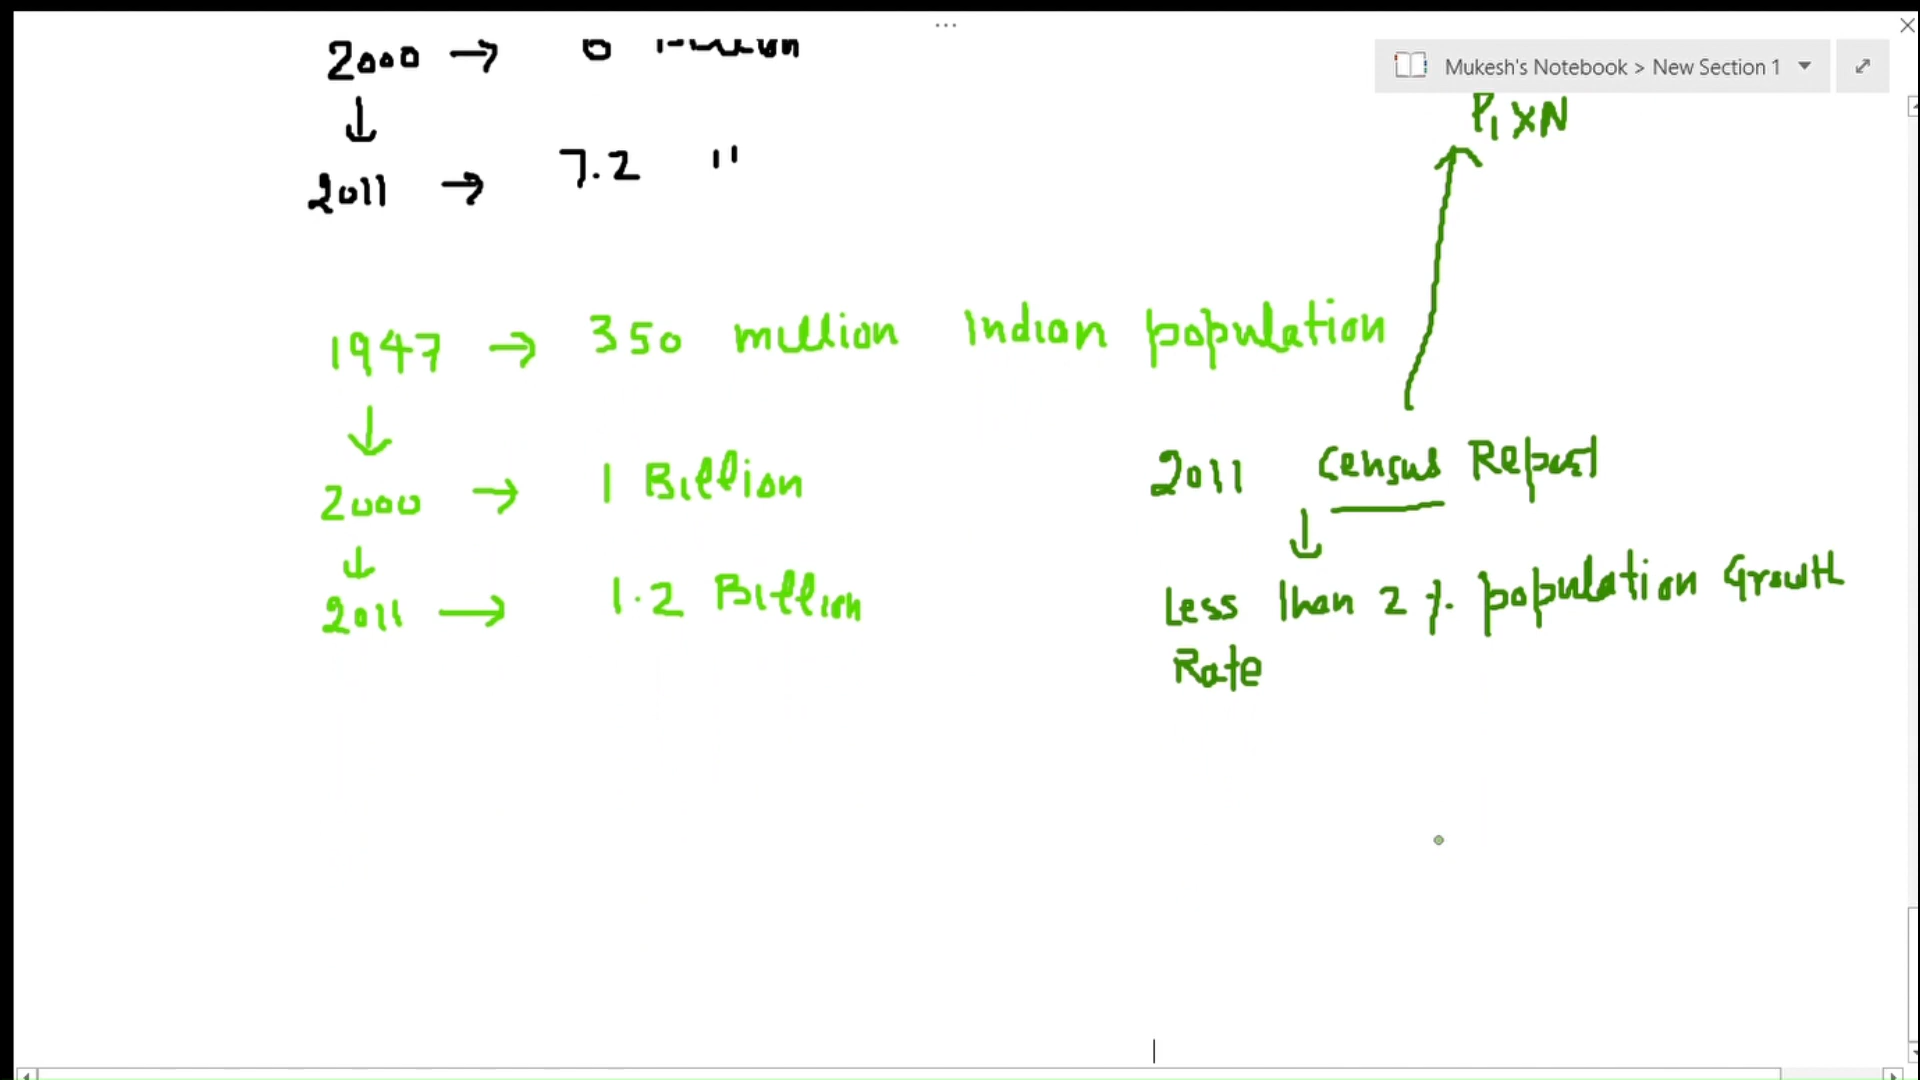 ...
2000 → 6
Mukesh's Notebook > New Section 1
P1 XN
↓
2011 → 7.2 "
1947 → 350 million Indian population
↓
2000 → 1 Billion
↓
2011 → 1.2 Billion
2011 Census Report
↓
Less Than 2 %. population Growth
Rate